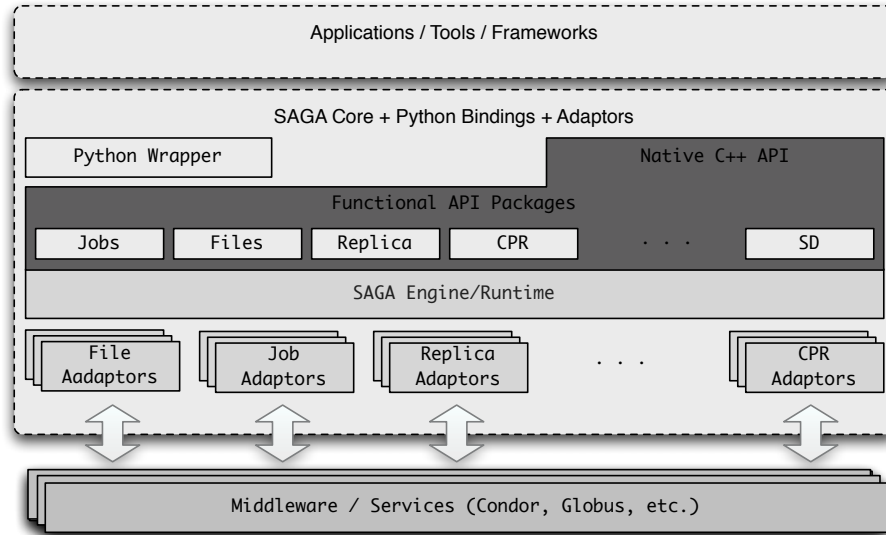 Applications / Tools / Frameworks
SAGA Core + Python Bindings + Adaptors
Python Wrapper
Native C++ API
Functional API Packages
Jobs
Files
Replica
CPR
. . .
SD
SAGA Engine/Runtime
File
Aadaptors
Job
Adaptors
Replica
Adaptors
. . .
CPR
Adaptors
Middleware / Services (Condor, Globus, etc.)